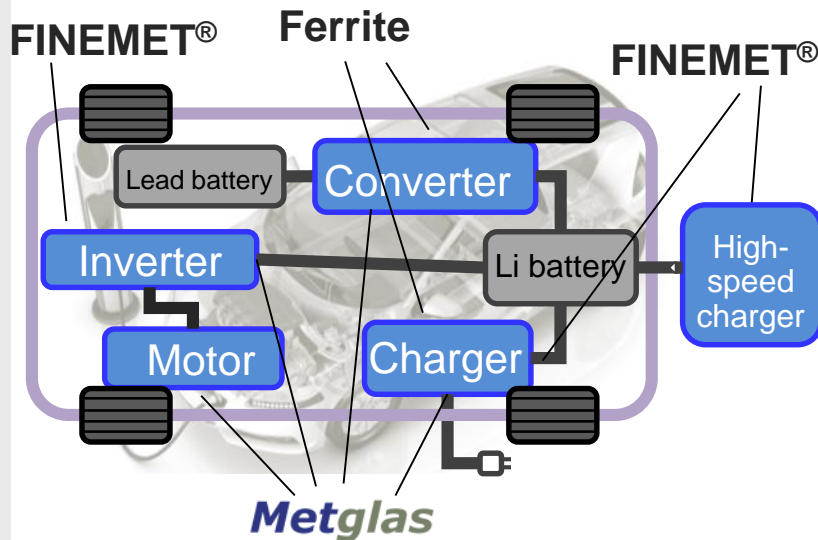 FINEMET®
Ferrite
FINEMET®
Lead battery
Converter
Inverter
Li battery
High-
speed
charger
Motor
Charger
Metglas